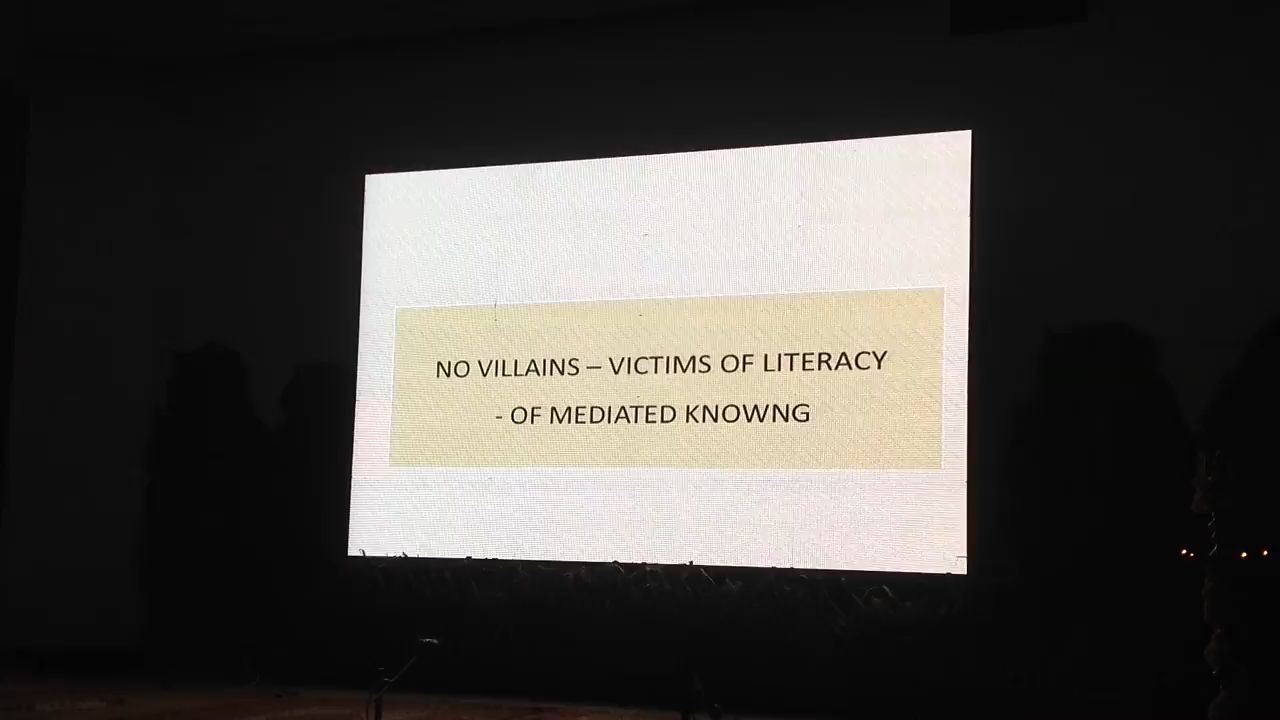 NO VILLAINS – VICTIMS OF LITERACY
- OF MEDIATED KNOWNG